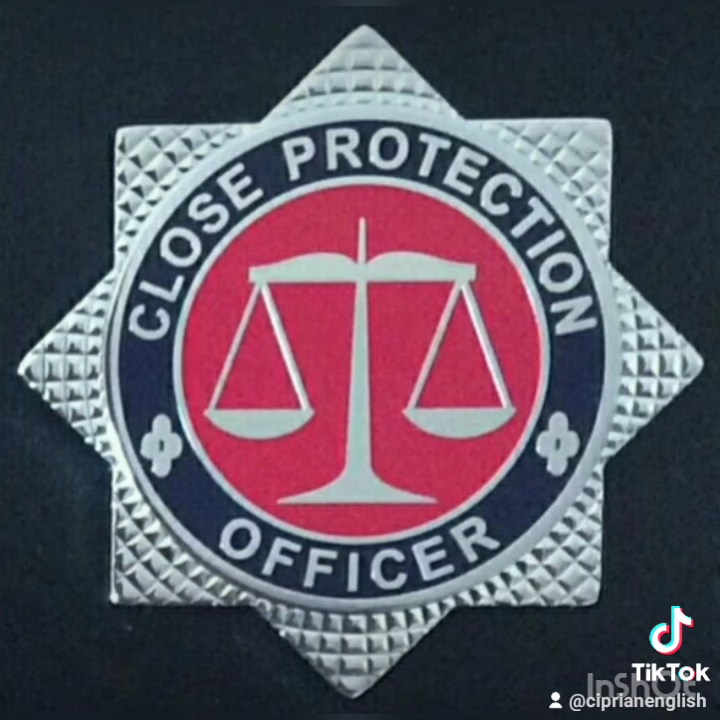 CLOSE PROTECTION
OFFICER
TikTok
InShOt
@ciprianenglish